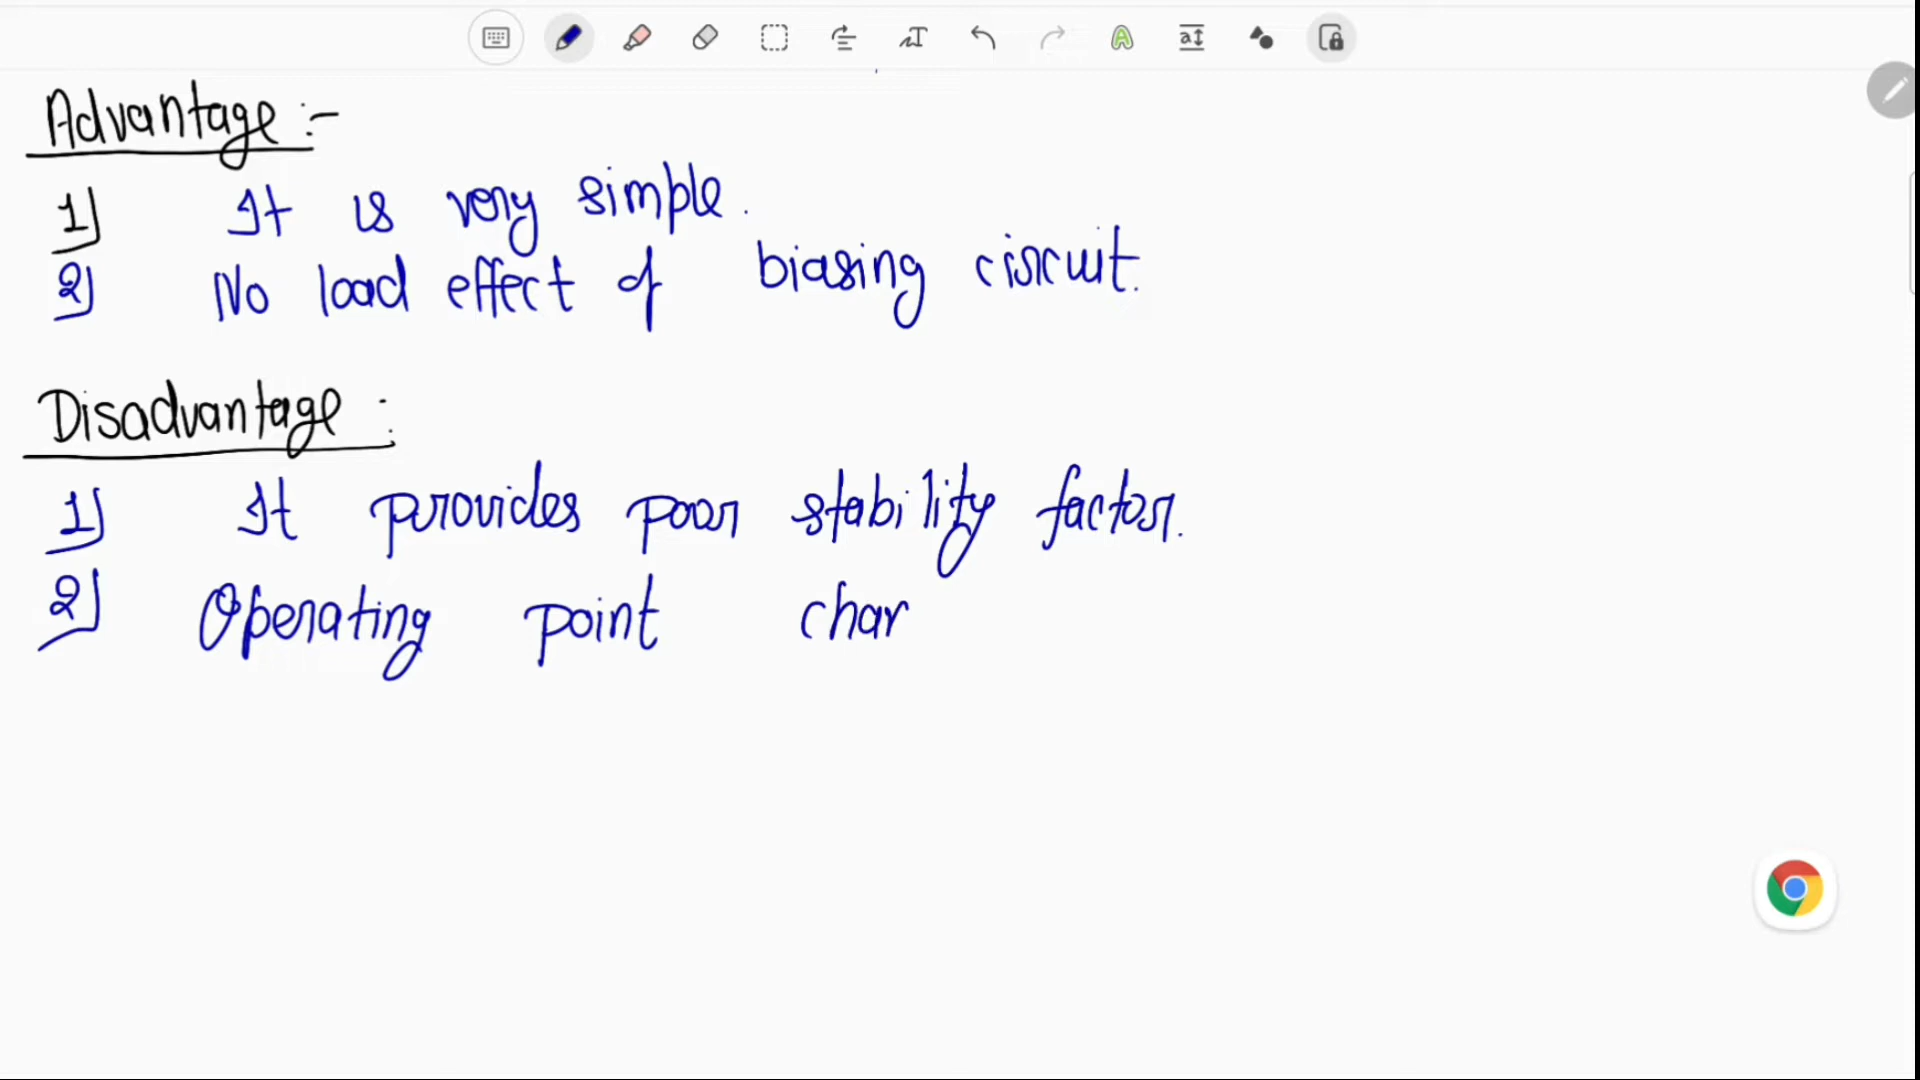 Advantage :-
1) It is very simple.
2) No load effect of biasing circuit.
Disadvantage :
1) It provides poor stability factor.
2) Operating point char